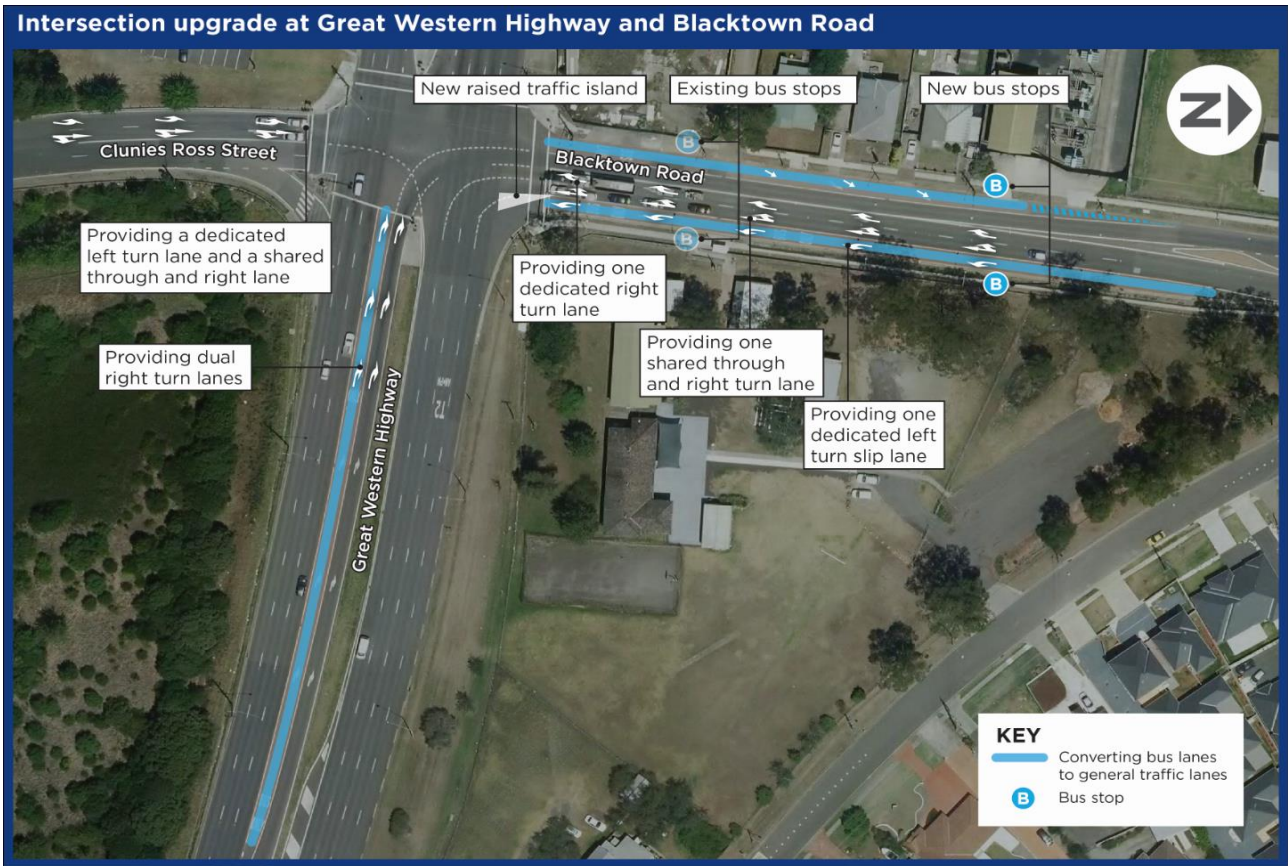 Intersection upgrade at Great Western Highway and Blacktown Road
New raised traffic island
Existing bus stops
New bus stops
N
Clunies Ross Street
Blacktown Road
B
B
B
B
Providing a dedicated
left turn lane and a shared
through and right lane
Providing one
dedicated right
turn lane
Providing dual
right turn lanes
Providing one
shared through
and right turn lane
Providing one
dedicated left
turn slip lane
Great Western Highway
KEY
Converting bus lanes
to general traffic lanes
B
Bus stop